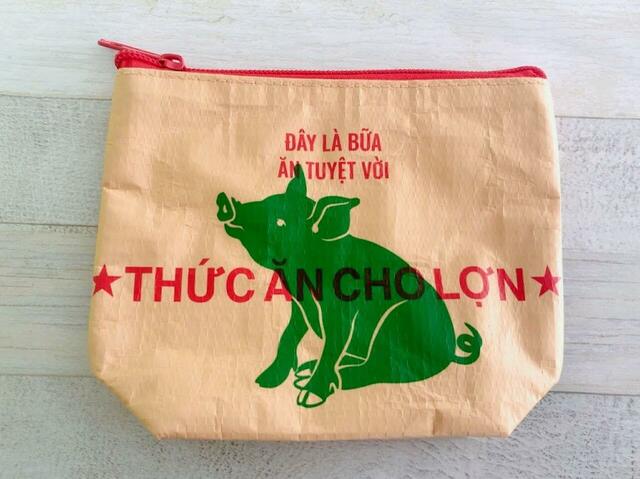 ĐÂY LÀ BỮA
ĂN TUYỆT VỜI
★THỨC ĂN CHO LỢN★